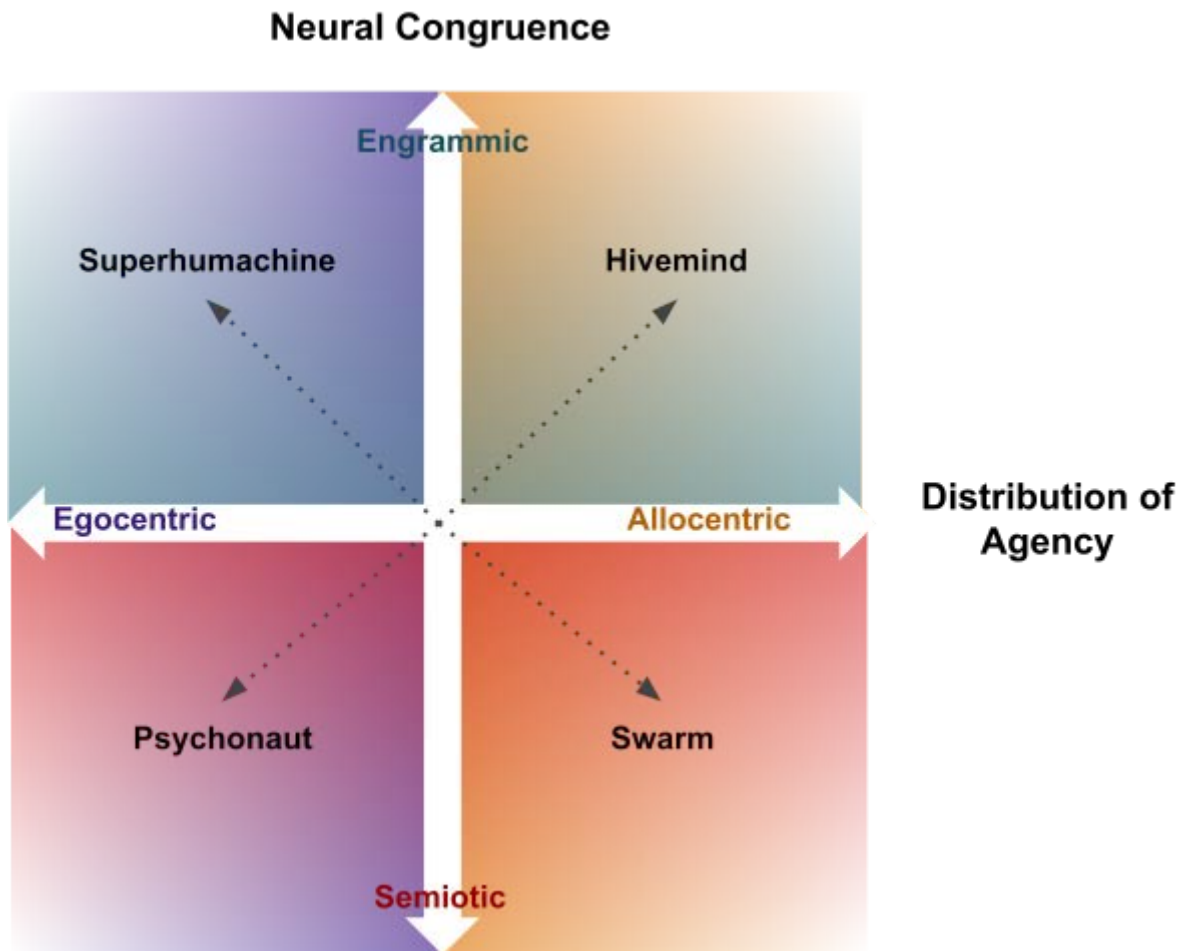 Neural Congruence
Engrammic
Superhumachine
Hivemind
Egocentric
Allocentric
Distribution of
Agency
Psychonaut
Swarm
Semiotic